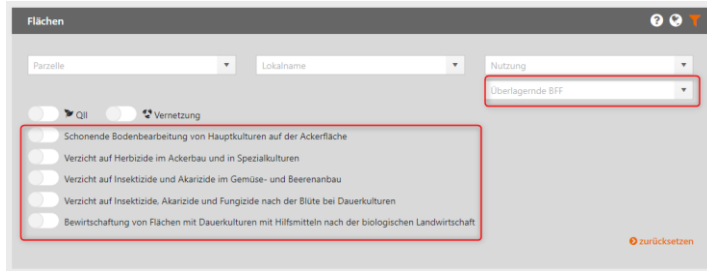 Flächen
Parzelle
Lokalname
Nutzung
Überlagernde BFF
QII
Vernetzung
Schonende Bodenbearbeitung von Hauptkulturen auf der Ackerfläche
Verzicht auf Herbizide im Ackerbau und in Spezialkulturen
Verzicht auf Insektizide und Akarizide im Gemüse- und Beerenanbau
Verzicht auf Insektizide, Akarizide und Fungizide nach der Blüte bei Dauerkulturen
Bewirtschaftung von Flächen mit Dauerkulturen mit Hilfsmitteln nach der biologischen Landwirtschaft
zurücksetzen